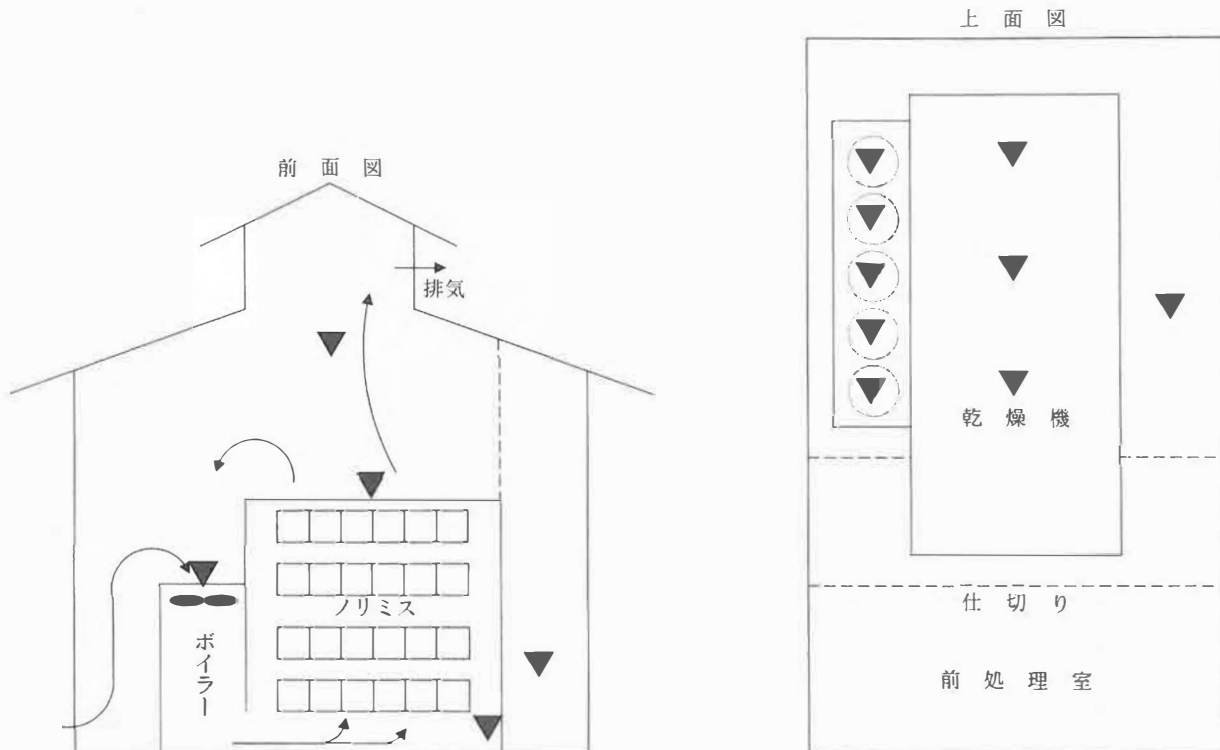 前面図
排気
ノリミス
ボイラー
上面図
乾燥機
仕切り
前処理室